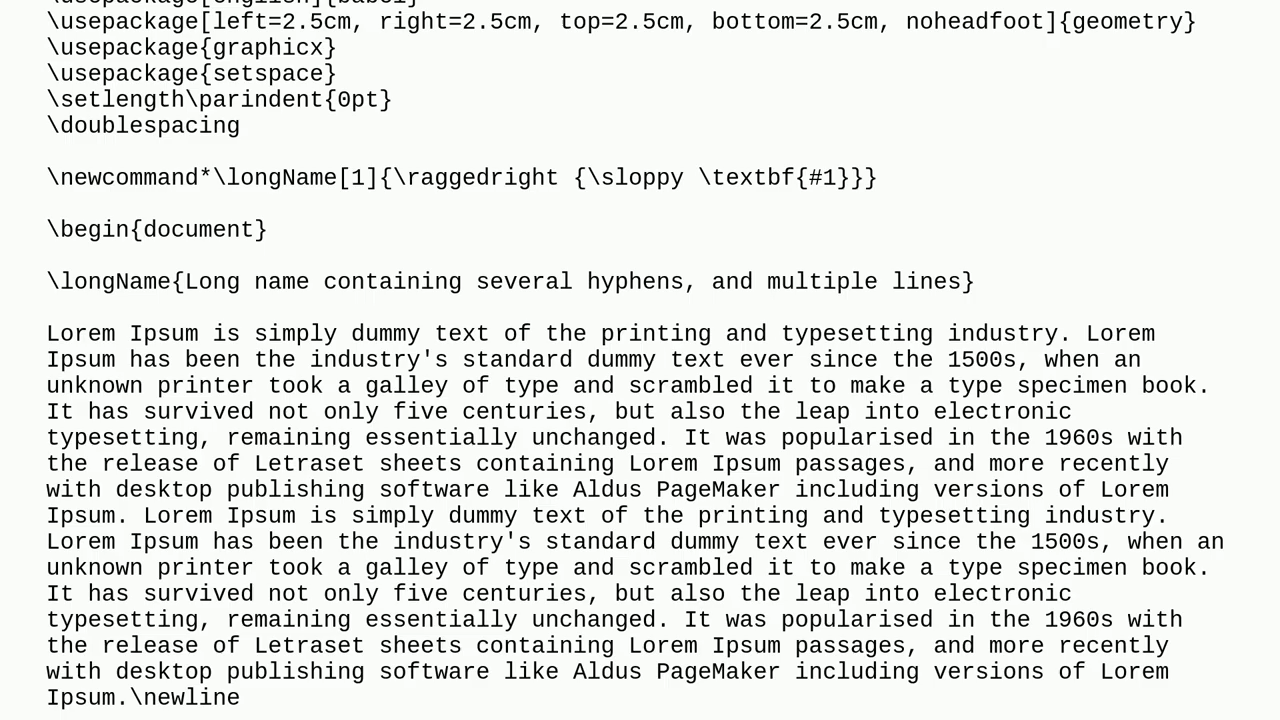 \usepackage[english]{babel}
\usepackage[left=2.5cm, right=2.5cm, top=2.5cm, bottom=2.5cm, noheadfoot]{geometry}
\usepackage{graphicx}
\usepackage{setspace}
\setlength\parindent{0pt}
\doublespacing
\newcommand*\longName[1]{\raggedright {\sloppy \textbf{#1}}}
\begin{document}
\longName{Long name containing several hyphens, and multiple lines}
Lorem Ipsum is simply dummy text of the printing and typesetting industry. Lorem
Ipsum has been the industry's standard dummy text ever since the 1500s, when an
unknown printer took a galley of type and scrambled it to make a type specimen book.
It has survived not only five centuries, but also the leap into electronic
typesetting, remaining essentially unchanged. It was popularised in the 1960s with
the release of Letraset sheets containing Lorem Ipsum passages, and more recently
with desktop publishing software like Aldus PageMaker including versions of Lorem
Ipsum. Lorem Ipsum is simply dummy text of the printing and typesetting industry.
Lorem Ipsum has been the industry's standard dummy text ever since the 1500s, when an
unknown printer took a galley of type and scrambled it to make a type specimen book.
It has survived not only five centuries, but also the leap into electronic
typesetting, remaining essentially unchanged. It was popularised in the 1960s with
the release of Letraset sheets containing Lorem Ipsum passages, and more recently
with desktop publishing software like Aldus PageMaker including versions of Lorem
Ipsum.\newline